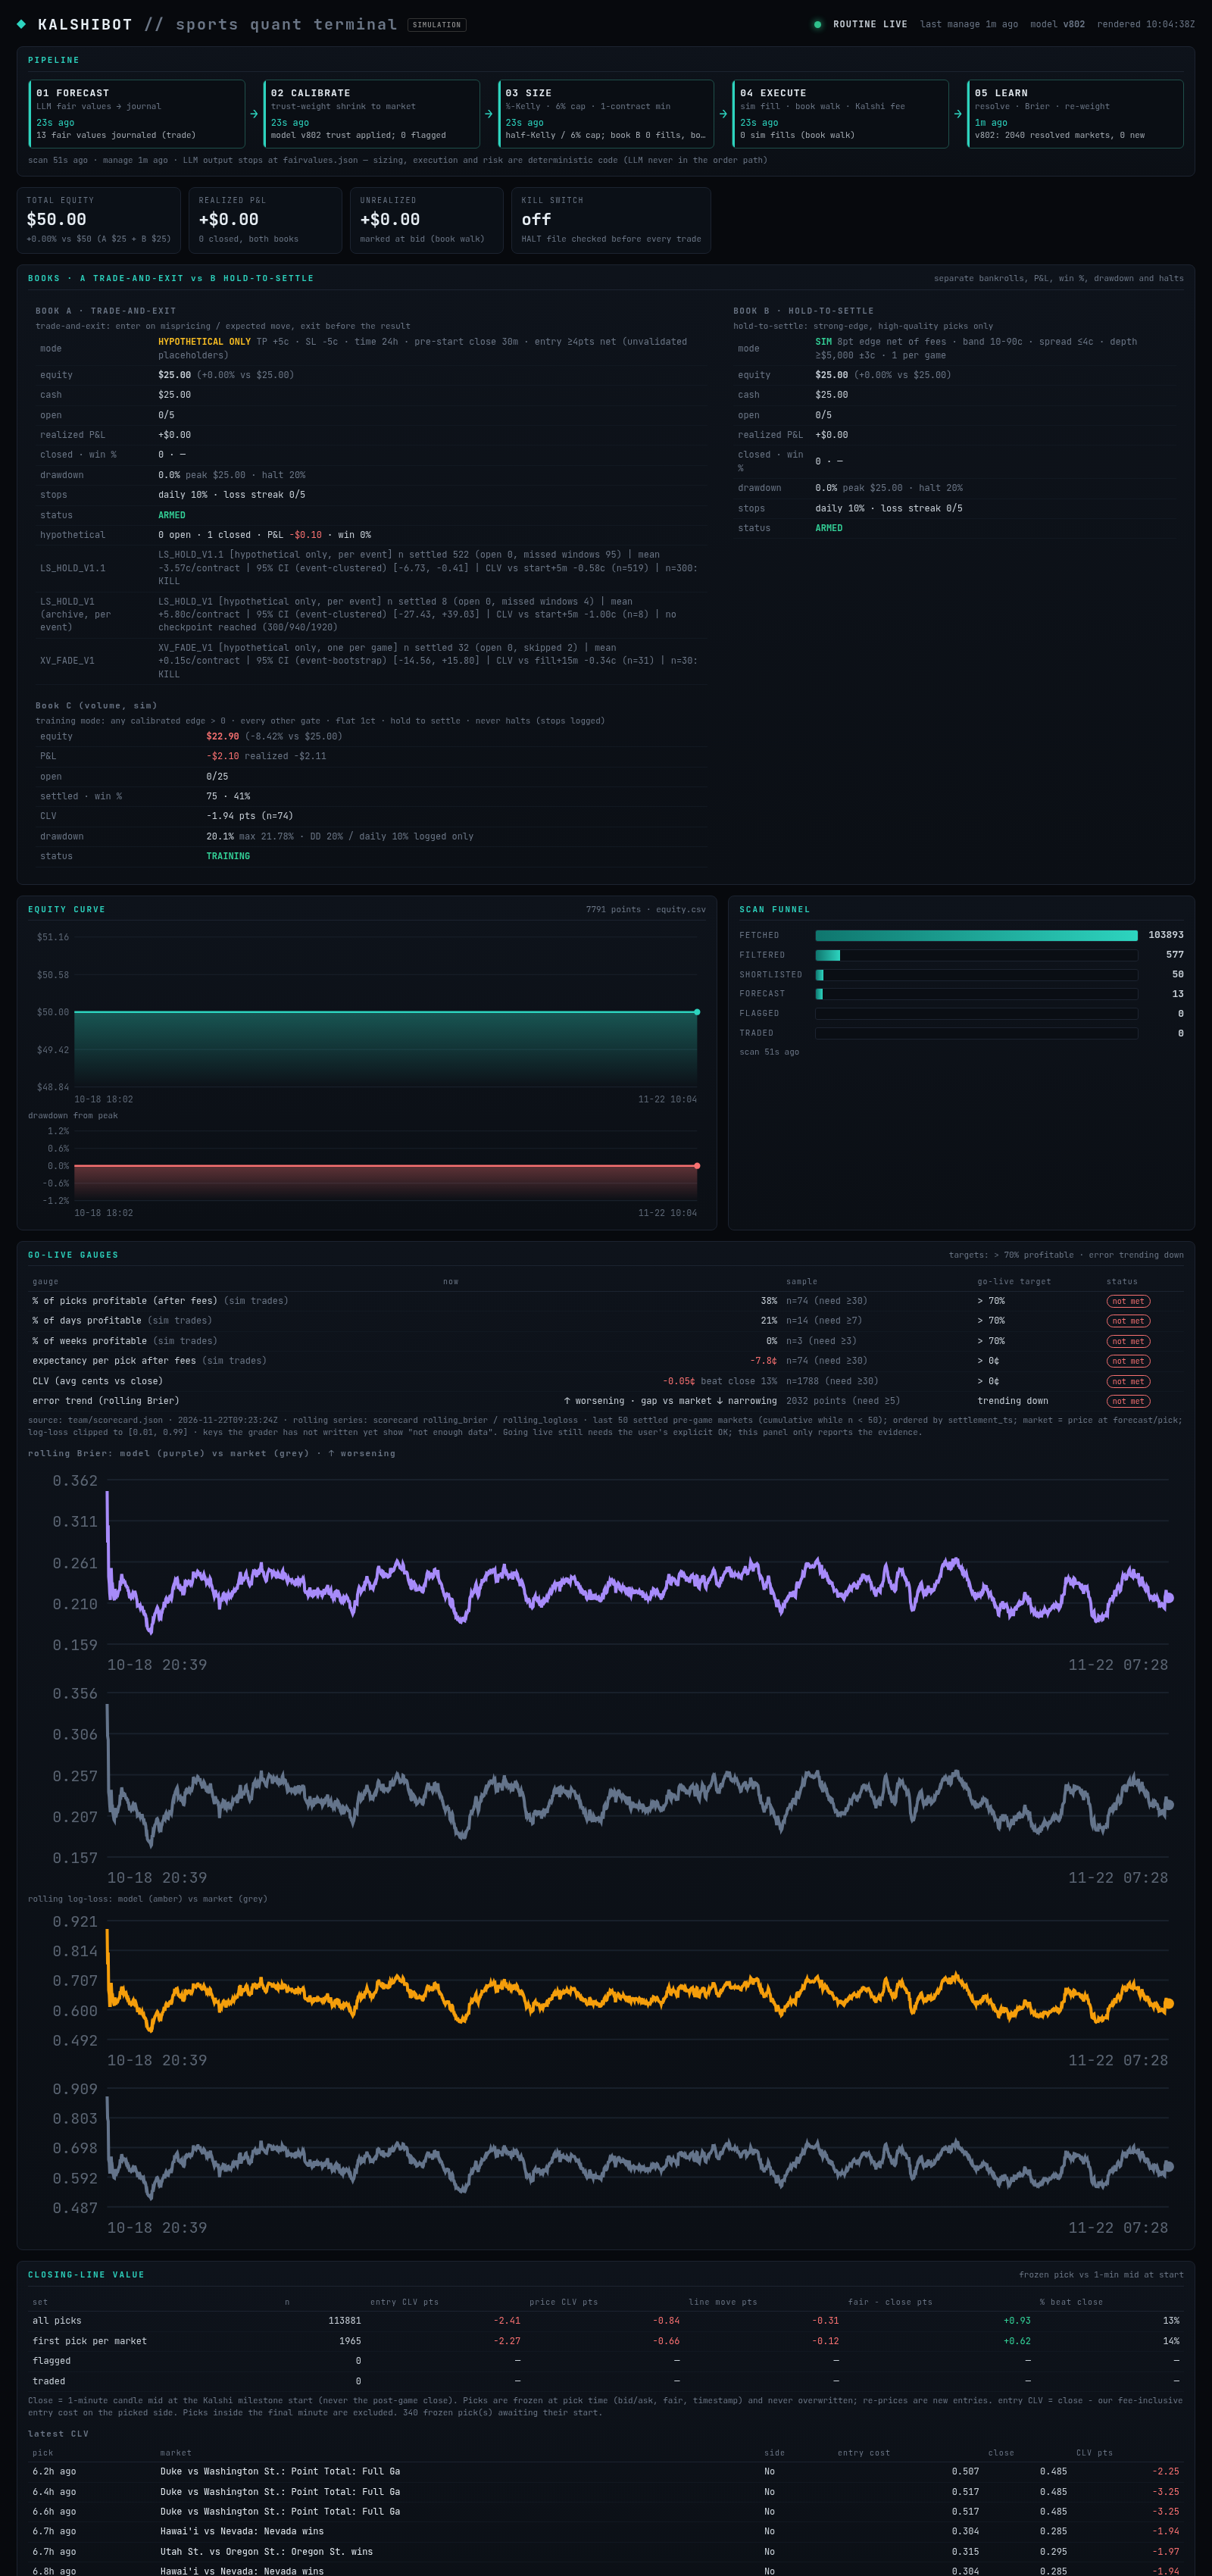 ◆ KALSHIBOT // sports quant terminal SIMULATION
ROUTINE LIVE last manage 1m ago model v802 rendered 10:04:38Z
PIPELINE
01 FORECAST
LLM fair values → journal
23s ago
13 fair values journaled (trade)
→
02 CALIBRATE
trust-weight shrink to market
23s ago
model v802 trust applied; 0 flagged
→
03 SIZE
½-Kelly · 6% cap · 1-contract min
23s ago
half-Kelly / 6% cap; book B 0 fills, bo…
→
04 EXECUTE
sim fill · book walk · Kalshi fee
23s ago
0 sim fills (book walk)
→
05 LEARN
resolve · Brier · re-weight
1m ago
v802: 2040 resolved markets, 0 new
scan 51s ago · manage 1m ago · LLM output stops at fairvalues.json — sizing, execution and risk are deterministic code (LLM never in the order path)
TOTAL EQUITY
$50.00
+0.00% vs $50 (A $25 + B $25)
REALIZED P&L
+$0.00
0 closed, both books
UNREALIZED
+$0.00
marked at bid (book walk)
KILL SWITCH
off
HALT file checked before every trade
BOOKS · A TRADE-AND-EXIT vs B HOLD-TO-SETTLE
separate bankrolls, P&L, win %, drawdown and halts
BOOK A · TRADE-AND-EXIT
trade-and-exit: enter on mispricing / expected move, exit before the result
mode HYPOTHETICAL ONLY TP +5c · SL -5c · time 24h · pre-start close 30m · entry ≥4pts net (unvalidated
placeholders)
equity $25.00 (+0.00% vs $25.00)
cash $25.00
open 0/5
realized P&L +$0.00
closed · win % 0 · —
drawdown 0.0% peak $25.00 · halt 20%
stops daily 10% · loss streak 0/5
status ARMED
hypothetical 0 open · 1 closed · P&L -$0.10 · win 0%
LS_HOLD_V1.1 LS_HOLD_V1.1 [hypothetical only, per event] n settled 522 (open 0, missed windows 95) | mean
-3.57c/contract | 95% CI (event-clustered) [-6.73, -0.41] | CLV vs start+5m -0.58c (n=519) | n=300:
KILL
LS_HOLD_V1 (archive, per event) LS_HOLD_V1 [hypothetical only, per event] n settled 8 (open 0, missed windows 4) | mean
+5.80c/contract | 95% CI (event-clustered) [-27.43, +39.03] | CLV vs start+5m -1.00c (n=8) | no
checkpoint reached (300/940/1920)
XV_FADE_V1 XV_FADE_V1 [hypothetical only, one per game] n settled 32 (open 0, skipped 2) | mean
+0.15c/contract | 95% CI (event-bootstrap) [-14.56, +15.80] | CLV vs fill+15m -0.34c (n=31) | n=30:
KILL
BOOK B · HOLD-TO-SETTLE
hold-to-settle: strong-edge, high-quality picks only
mode SIM 8pt edge net of fees · band 10-90c · spread ≤4c · depth
≥$5,000 ±3c · 1 per game
equity $25.00 (+0.00% vs $25.00)
cash $25.00
open 0/5
realized P&L +$0.00
closed · win % 0 · —
drawdown 0.0% peak $25.00 · halt 20%
stops daily 10% · loss streak 0/5
status ARMED
Book C (volume, sim)
training mode: any calibrated edge > 0 · every other gate · flat 1ct · hold to settle · never halts (stops logged)
equity $22.90 (-8.42% vs $25.00)
P&L -$2.10 realized -$2.11
open 0/25
settled · win % 75 · 41%
CLV -1.94 pts (n=74)
drawdown 20.1% max 21.78% · DD 20% / daily 10% logged only
status TRAINING
EQUITY CURVE
7791 points · equity.csv
$51.16
$50.58
$50.00
$49.42
$48.84
10-18 18:02 11-22 10:04
drawdown from peak
1.2%
0.6%
0.0%
-0.6%
-1.2%
10-18 18:02 11-22 10:04
SCAN FUNNEL
FETCHED 103893
FILTERED 577
SHORTLISTED 50
FORECAST 13
FLAGGED 0
TRADED 0
scan 51s ago
GO-LIVE GAUGES
targets: > 70% profitable · error trending down
gauge now sample go-live target status
% of picks profitable (after fees) (sim trades) 38% n=74 (need ≥30) > 70% not met
% of days profitable (sim trades) 21% n=14 (need ≥7) > 70% not met
% of weeks profitable (sim trades) 0% n=3 (need ≥3) > 70% not met
expectancy per pick after fees (sim trades) -7.8¢ n=74 (need ≥30) > 0¢ not met
CLV (avg cents vs close) -0.05¢ beat close 13% n=1788 (need ≥30) > 0¢ not met
error trend (rolling Brier) ↑ worsening · gap vs market ↓ narrowing 2032 points (need ≥5) trending down not met
source: team/scorecard.json · 2026-11-22T09:23:24Z · rolling series: scorecard rolling_brier / rolling_logloss · last 50 settled pre-game markets (cumulative while n < 50); ordered by settlement_ts; market = price at forecast/pick;
log-loss clipped to [0.01, 0.99] · keys the grader has not written yet show "not enough data". Going live still needs the user's explicit OK; this panel only reports the evidence.
rolling Brier: model (purple) vs market (grey) · ↑ worsening
0.362
0.311
0.261
0.210
0.159
10-18 20:39 11-22 07:28
0.356
0.306
0.257
0.207
0.157
10-18 20:39 11-22 07:28
rolling log-loss: model (amber) vs market (grey)
0.921
0.814
0.707
0.600
0.492
10-18 20:39 11-22 07:28
0.909
0.803
0.698
0.592
0.487
10-18 20:39 11-22 07:28
CLOSING-LINE VALUE
frozen pick vs 1-min mid at start
set n entry CLV pts price CLV pts line move pts fair - close pts % beat close
all picks 113881 -2.41 -0.84 -0.31 +0.93 13%
first pick per market 1965 -2.27 -0.66 -0.12 +0.62 14%
flagged 0 — — — — —
traded 0 — — — — —
Close = 1-minute candle mid at the Kalshi milestone start (never the post-game close). Picks are frozen at pick time (bid/ask, fair, timestamp) and never overwritten; re-prices are new entries. entry CLV = close - our fee-inclusive
entry cost on the picked side. Picks inside the final minute are excluded. 340 frozen pick(s) awaiting their start.
latest CLV
pick market side entry cost close CLV pts
6.2h ago Duke vs Washington St.: Point Total: Full Ga No 0.507 0.485 -2.25
6.4h ago Duke vs Washington St.: Point Total: Full Ga No 0.517 0.485 -3.25
6.6h ago Duke vs Washington St.: Point Total: Full Ga No 0.517 0.485 -3.25
6.7h ago Hawai'i vs Nevada: Nevada wins No 0.304 0.285 -1.94
6.7h ago Utah St. vs Oregon St.: Oregon St. wins No 0.315 0.295 -1.97
6.8h ago Hawai'i vs Nevada: Nevada wins No 0.304 0.285 -1.94